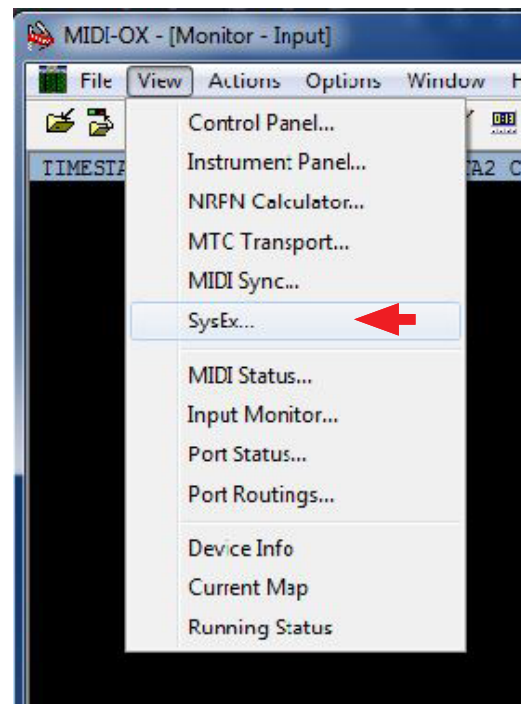 MIDI-OX - [Monitor - Input]
File View Actions Options Window
Control Panel...
TIMESTA
Instrument Panel...
TA2
NRPN Calculator...
MTC Transport...
MIDI Sync...
SysEx...
MIDI Status...
Input Monitor...
Port Status...
Port Routings...
Device Info
Current Map
Running Status